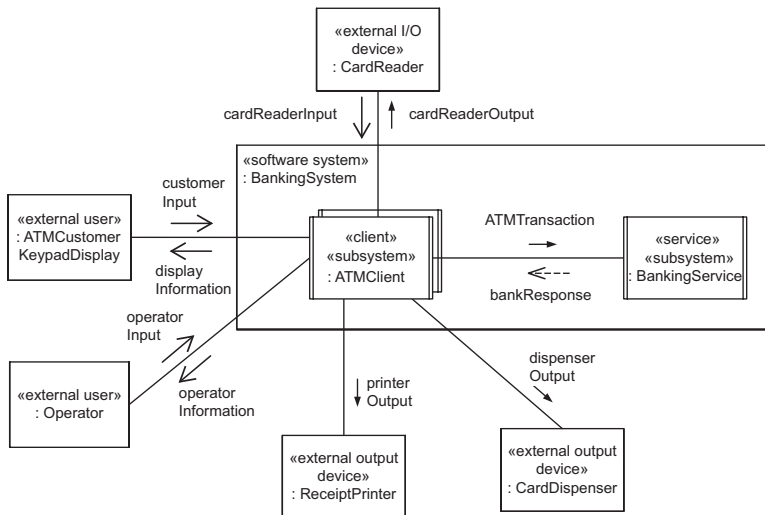 «external I/O
device»
: CardReader
cardReaderInput
cardReaderOutput
«software system»
: BankingSystem
customer
Input
«external user»
: ATMCustomer
KeypadDisplay
display
Information
«client»
«subsystem»
: ATMClient
ATMTransaction
bankResponse
«service»
«subsystem»
: BankingService
operator
Input
«external user»
: Operator
operator
Information
printer
Output
dispenser
Output
«external output
device»
: ReceiptPrinter
«external output
device»
: CardDispenser